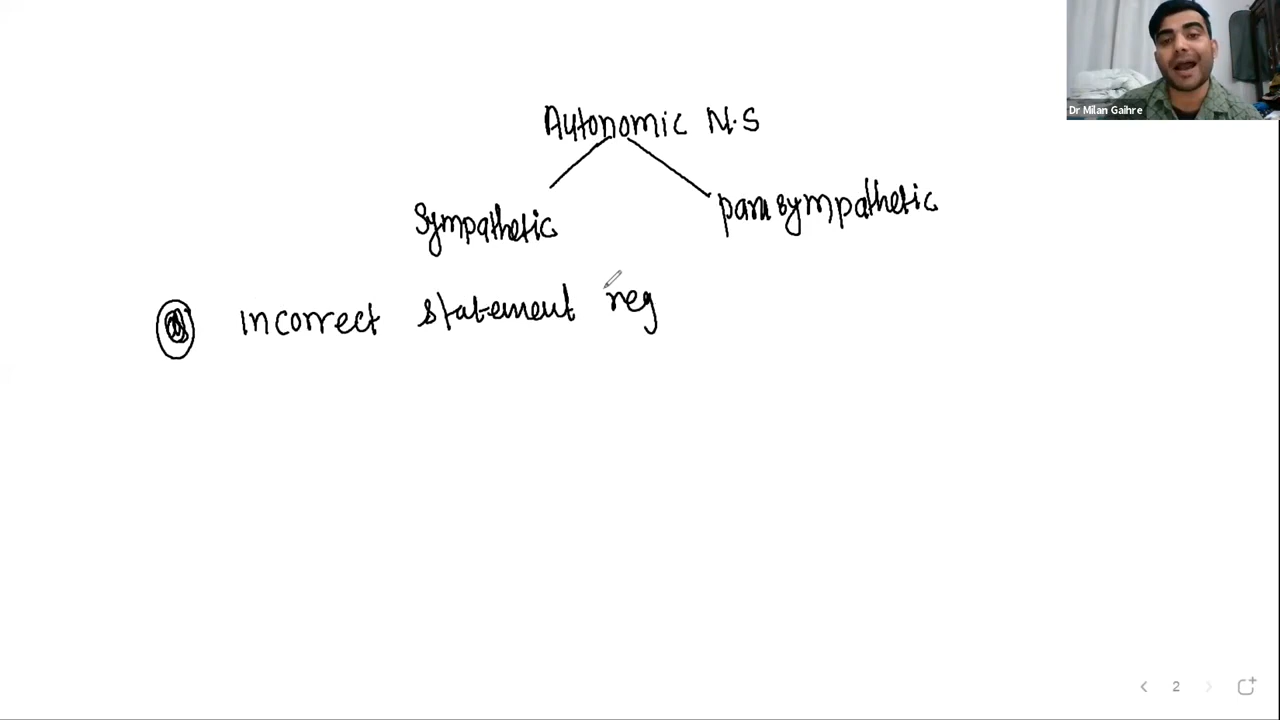 Dr Milan Gaihre
Autonomic N.S
Sympathetic parasympathetic
incorrect statement reg
2